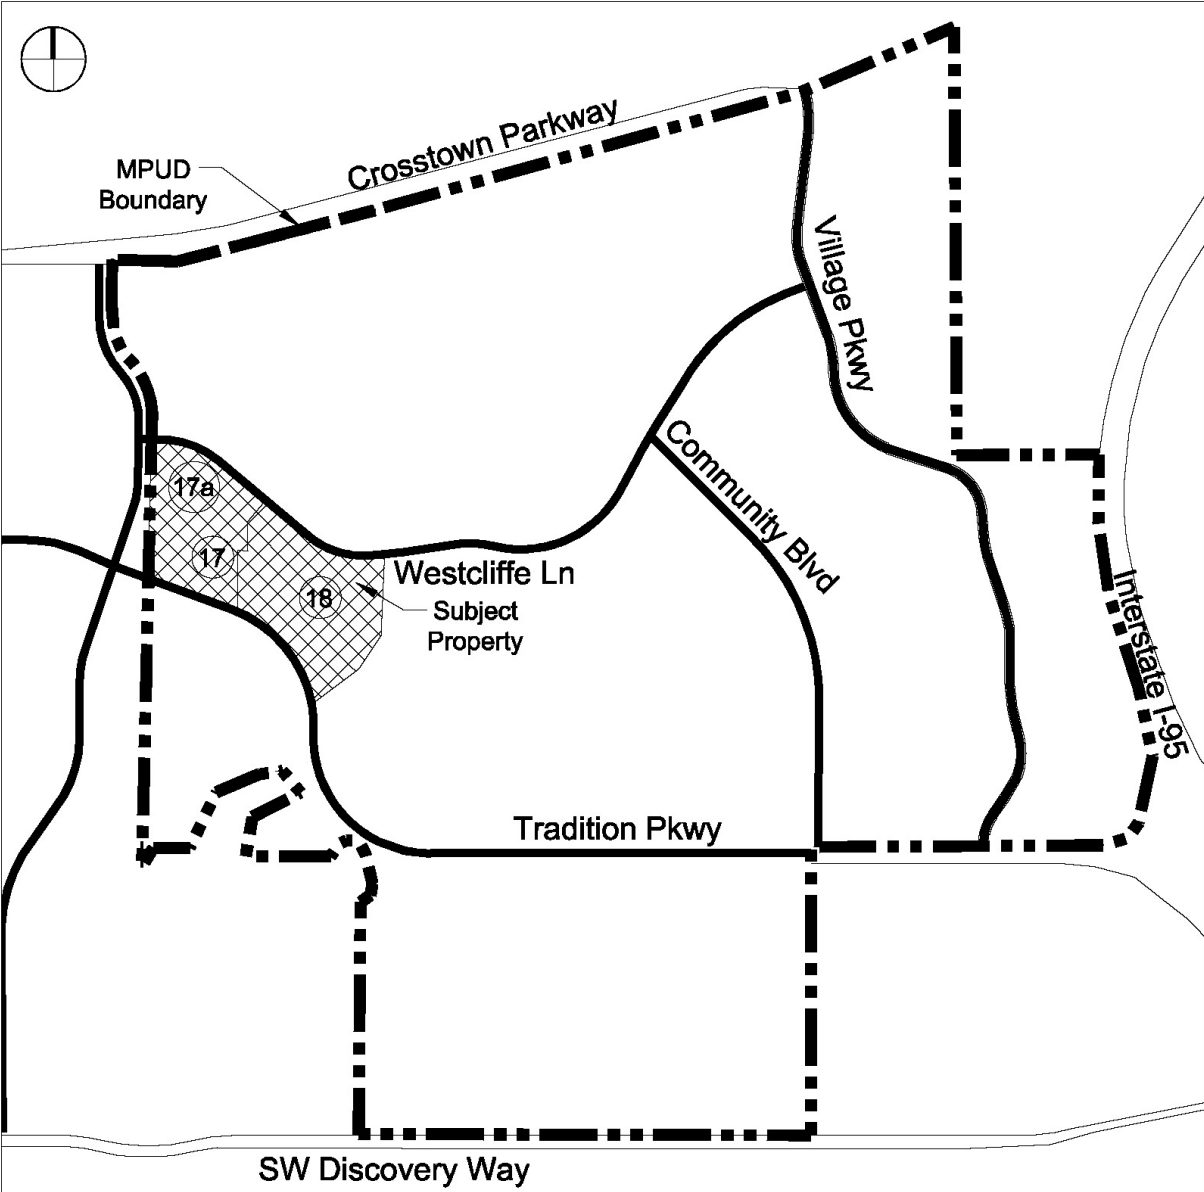 Crosstown Parkway
MPUD
Boundary
Village Pkwy
Community Blvd
17a
17
18
Westcliffe Ln
Subject
Property
Interstate I-95
Tradition Pkwy
SW Discovery Way